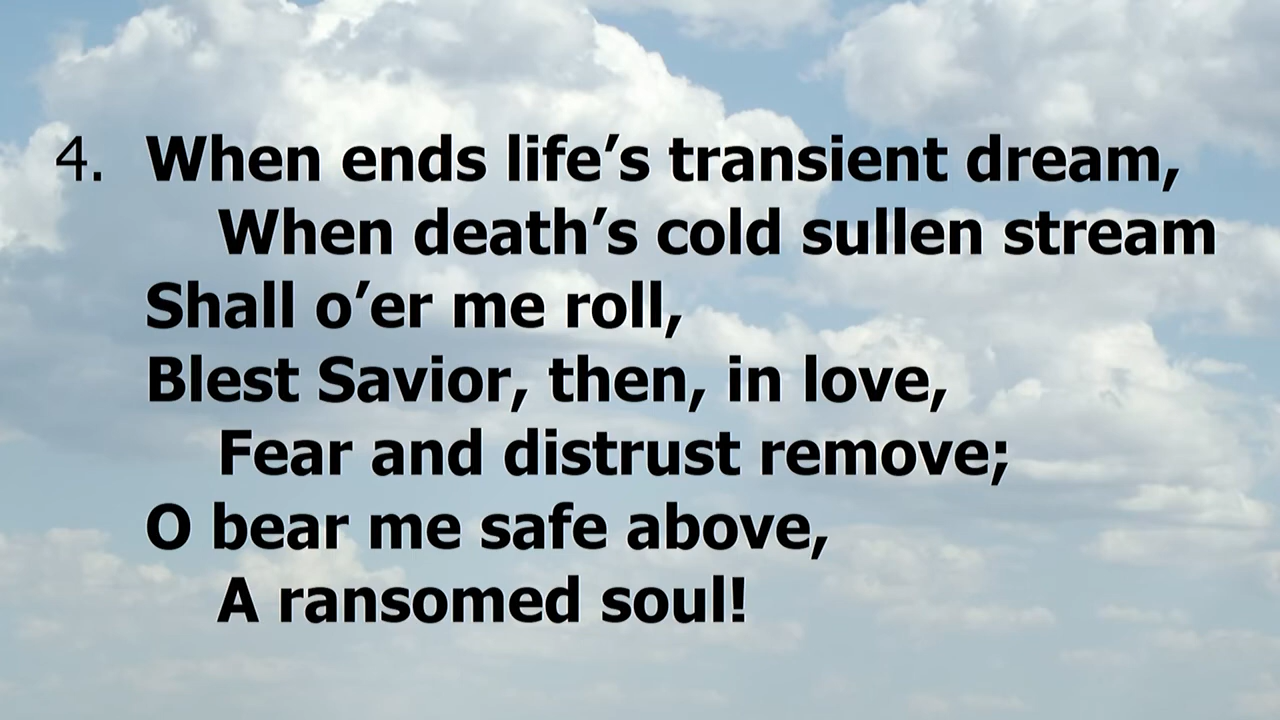 4. When ends life’s transient dream,
When death’s cold sullen stream
Shall o’er me roll,
Blest Savior, then, in love,
Fear and distrust remove;
O bear me safe above,
A ransomed soul!